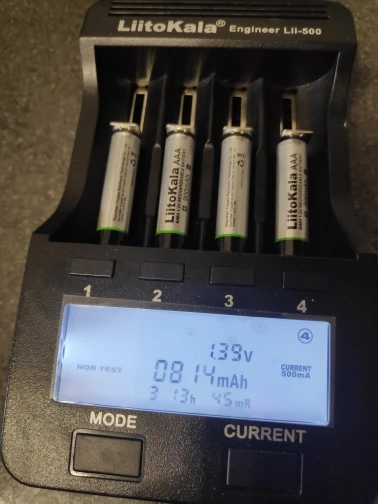 LiitoKala® Engineer Lii-500
LiitoKala AAA
LiitoKala AAA
1 2 3 4
④
1.39v
NOR TEST
0814mAh
CURRENT
500mA
3 13h 45mR
MODE
CURRENT